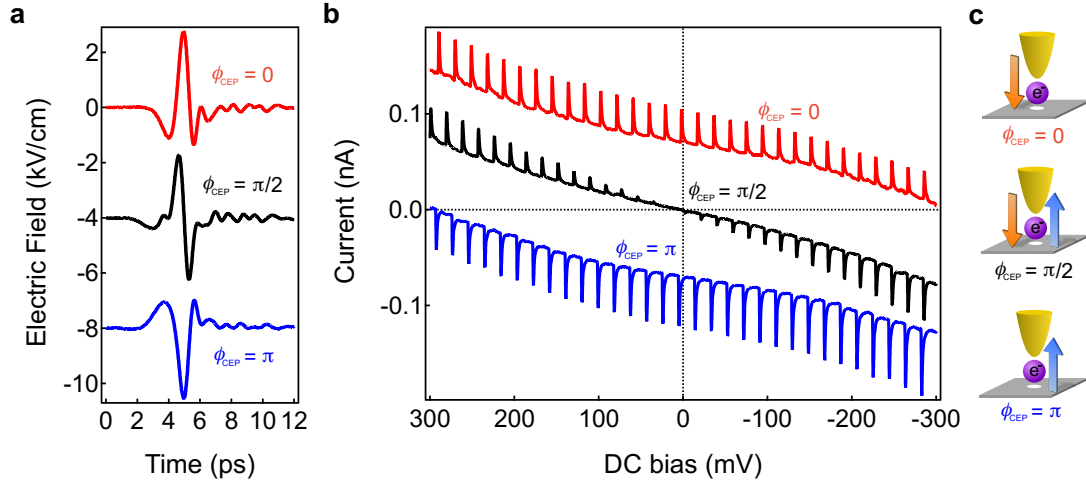 a
Electric Field (kV/cm)
2
0
-2
-4
-6
-8
-10
ϕCEP = 0
ϕCEP = π/2
ϕCEP = π
0 2 4 6 8 10 12
Time (ps)
b
Current (nA)
0.1
0.0
-0.1
ϕCEP = 0
ϕCEP = π/2
ϕCEP = π
300 200 100 0 -100 -200 -300
DC bias (mV)
c
e-
ϕCEP = 0
e-
ϕCEP = π/2
e-
ϕCEP = π